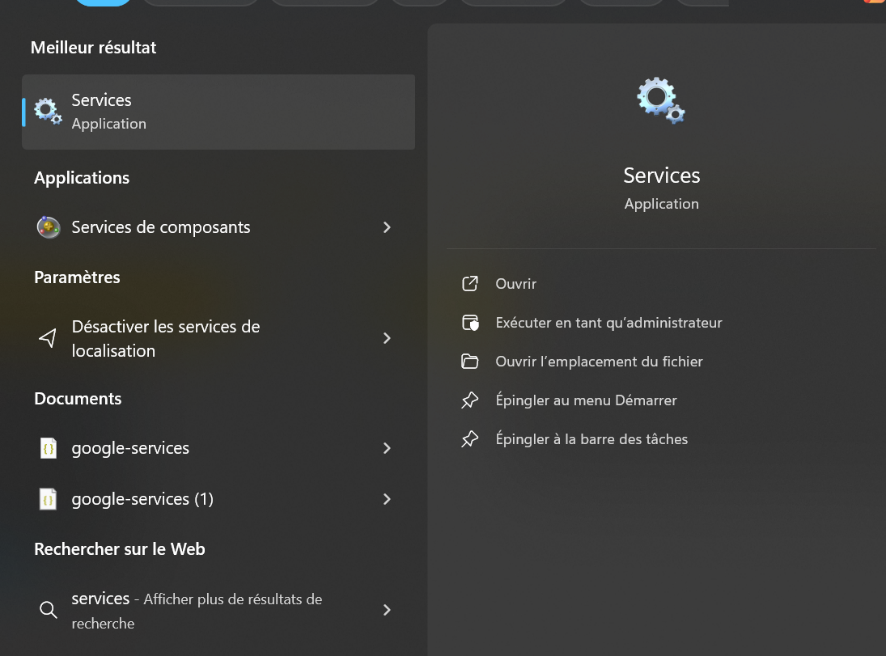 Meilleur résultat
Services
Application
Applications
Services de composants
Paramètres
Désactiver les services de
localisation
Documents
google-services
google-services (1)
Rechercher sur le Web
services - Afficher plus de résultats de
recherche
Services
Application
Ouvrir
Exécuter en tant qu'administrateur
Ouvrir l'emplacement du fichier
Épingler au menu Démarrer
Épingler à la barre des tâches